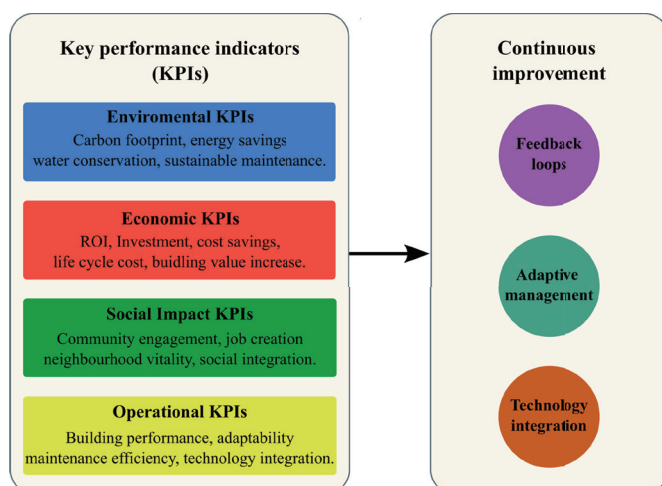 Key performance indicators
(KPIs)
Enviromental KPIs
Carbon footprint, energy savings
water conservation, sustainable maintenance.
Economic KPIs
ROI, Investment, cost savings,
life cycle cost, buidling value increase.
Social Impact KPIs
Community engagement, job creation
neighbourhood vitality, social integration.
Operational KPIs
Building performance, adaptability
maintenance efficiency, technology integration.
Continuous
improvement
Feedback
loops
Adaptive
management
Technology
integration